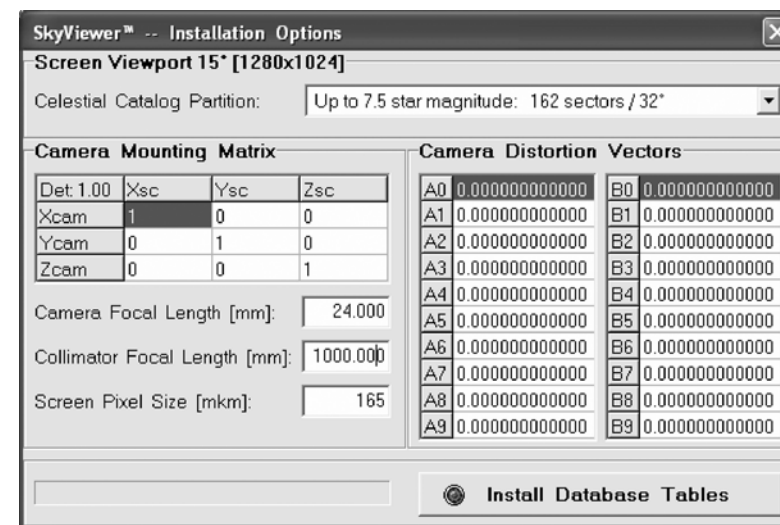 SkyViewer™ -- Installation Options
Screen Viewport 15° [1280x1024]
Celestial Catalog Partition: Up to 7.5 star magnitude: 162 sectors / 32°
Camera Mounting Matrix
Det: 1.00 Xsc Ysc Zsc
Xcam 1 0 0
Ycam 0 1 0
Zcam 0 0 1
Camera Focal Length [mm]: 24.000
Collimator Focal Length [mm]: 1000.000
Screen Pixel Size [mkm]: 165
Camera Distortion Vectors
A0 0.000000000000 B0 0.000000000000
A1 0.000000000000 B1 0.000000000000
A2 0.000000000000 B2 0.000000000000
A3 0.000000000000 B3 0.000000000000
A4 0.000000000000 B4 0.000000000000
A5 0.000000000000 B5 0.000000000000
A6 0.000000000000 B6 0.000000000000
A7 0.000000000000 B7 0.000000000000
A8 0.000000000000 B8 0.000000000000
A9 0.000000000000 B9 0.000000000000
Install Database Tables